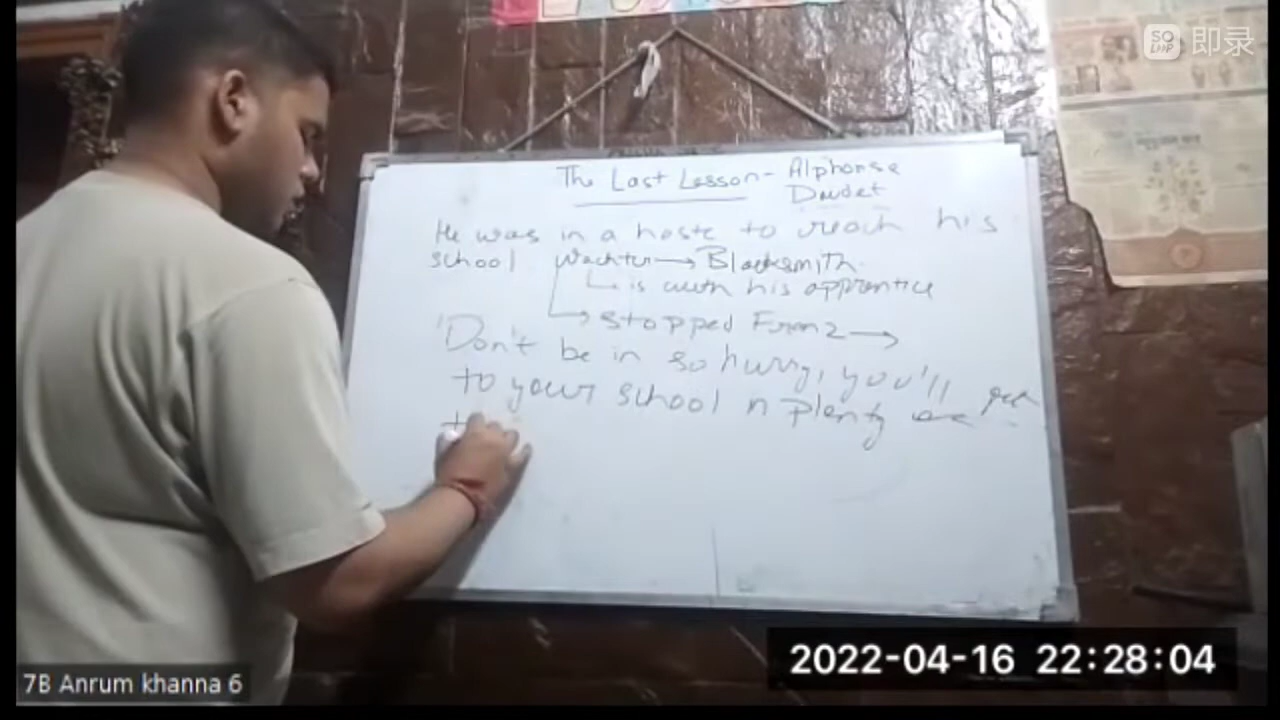 SOLOOP 即录
The Last Lesson - Alphonse
Daudet
He was in a haste to reach his
school Wachter → Blacksmith
is with his apprentice
stopped Franz →
'Don't be in so hurry, you'll get
to your school n plenty
2022-04-16 22:28:04
7B Anrum khanna 6